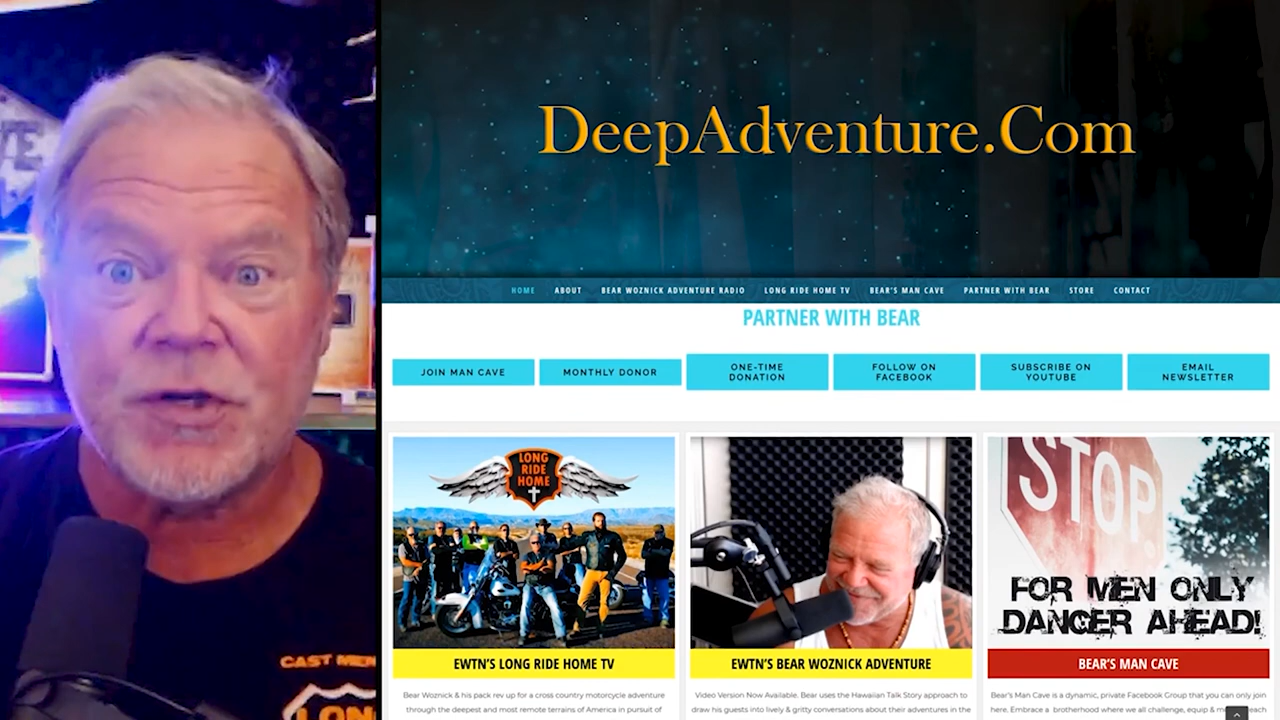 VE
CAST MEN
LON
DeepAdventure.Com
HOME ABOUT BEAR WOZNICK ADVENTURE RADIO LONG RIDE HOME TV BEAR'S MAN CAVE PARTNER WITH BEAR STORE CONTACT
PARTNER WITH BEAR
JOIN MAN CAVE
MONTHLY DONOR
ONE-TIME
DONATION
FOLLOW ON
FACEBOOK
SUBSCRIBE ON
YOUTUBE
EMAIL
NEWSLETTER
LONG
RIDE
HOME
EWTN'S LONG RIDE HOME TV
Bear Woznick & his pack rev up for a cross country motorcycle adventure
through the deepest and most remote terrains of America in pursuit of
EWTN'S BEAR WOZNICK ADVENTURE
Video Version Now Available. Bear uses the Hawaiian Talk Story approach to
draw his guests into lively & gritty conversations about their adventures in the
STOP
FOR MEN ONLY
DANGER AHEAD!
BEAR'S MAN CAVE
Bear's Man Cave is a dynamic, private Facebook Group that you can only join
here. Embrace a brotherhood where we all challenge, equip & m each